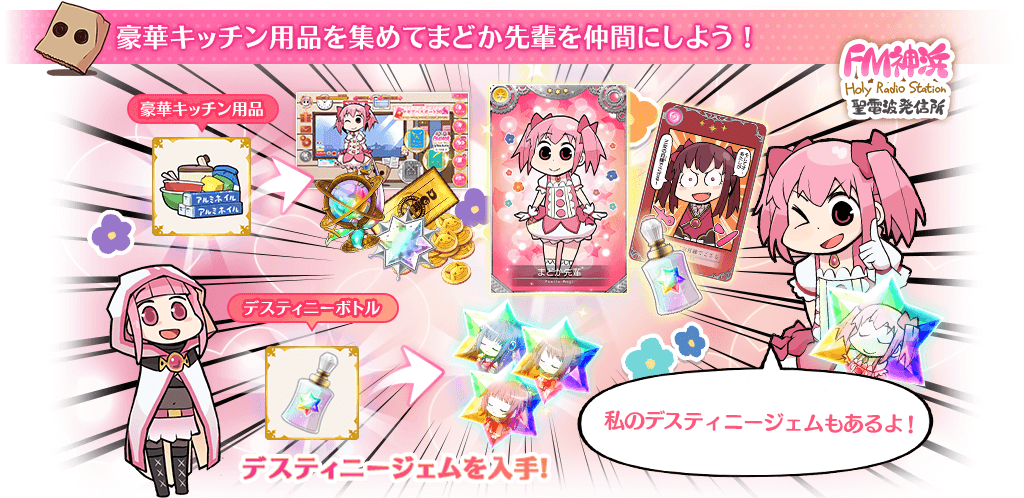 豪華キッチン用品を集めてまどか先輩を仲間にしよう！
FM神浜
Holy Radio Station
聖電波発信所
豪華キッチン用品
アルミホイル
アルミホイル
まどか先輩
デスティニーボトル
デスティニージェムを入手!
私のデスティニージェムもあるよ！